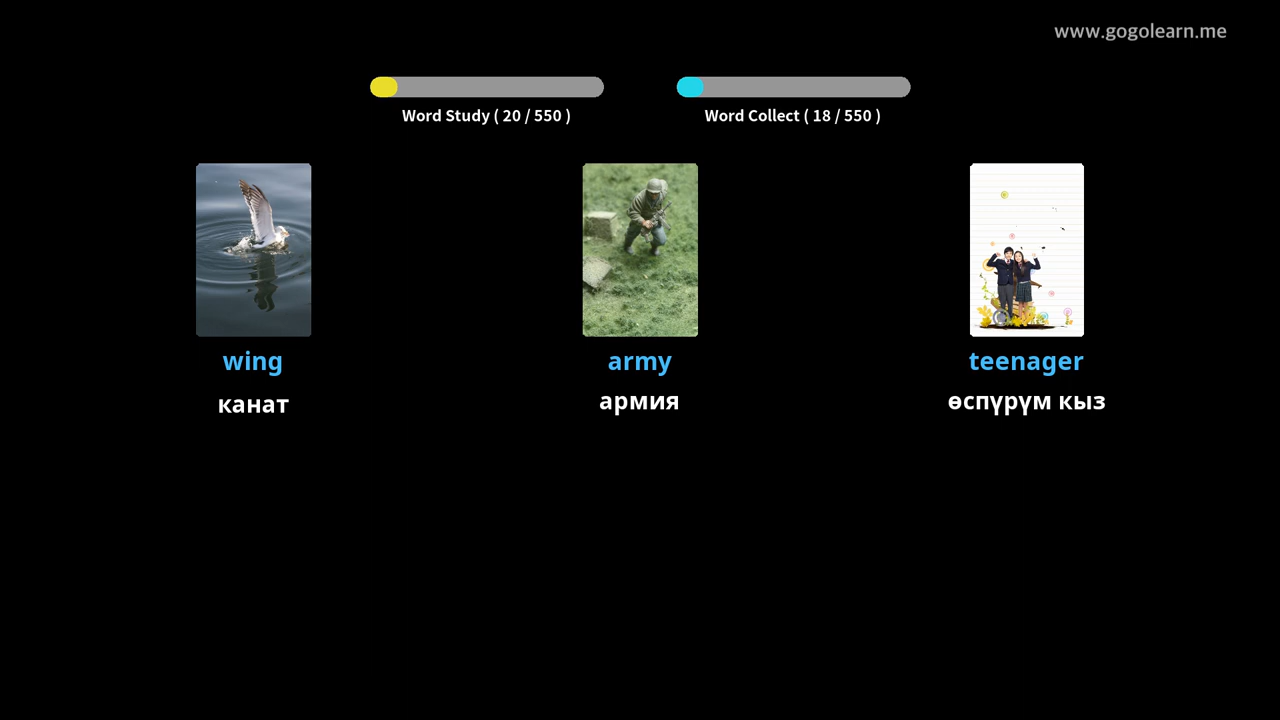 www.gogolearn.me
Word Study ( 20 / 550 )
Word Collect ( 18 / 550 )
wing
army
teenager
канат
армия
өспүрүм кыз